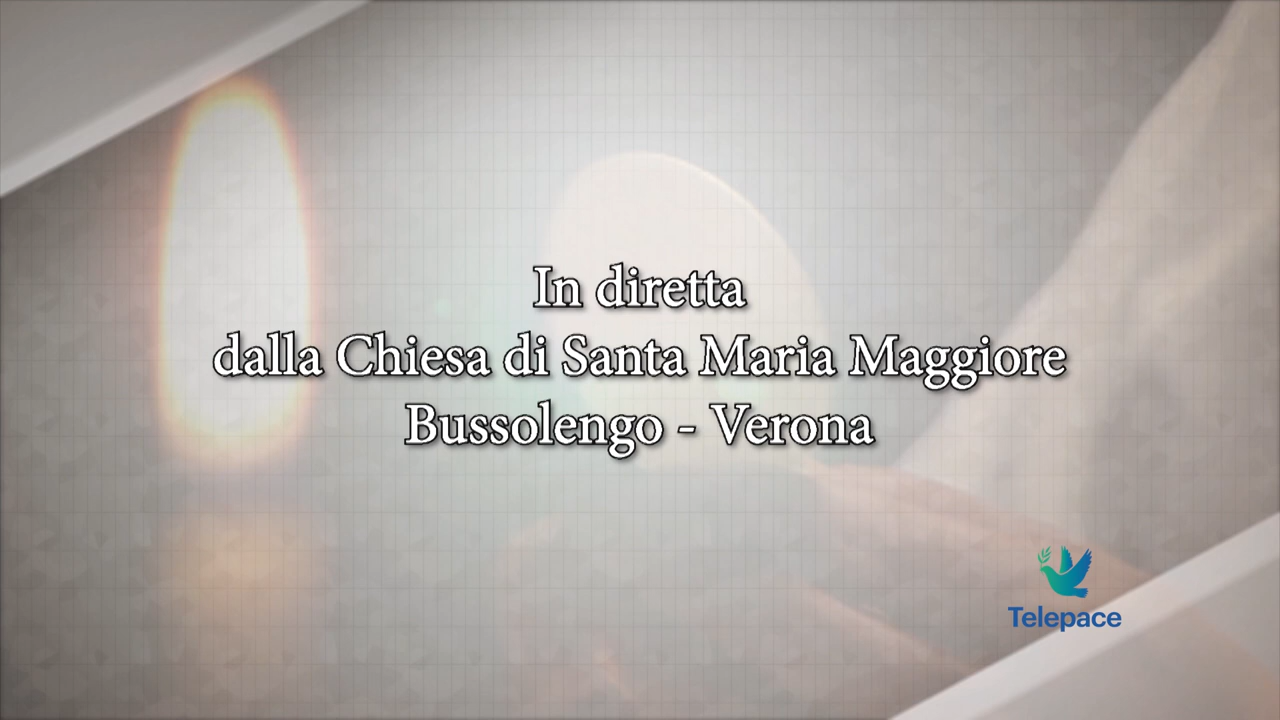 In diretta
dalla Chiesa di Santa Maria Maggiore
Bussolengo - Verona
Telepace